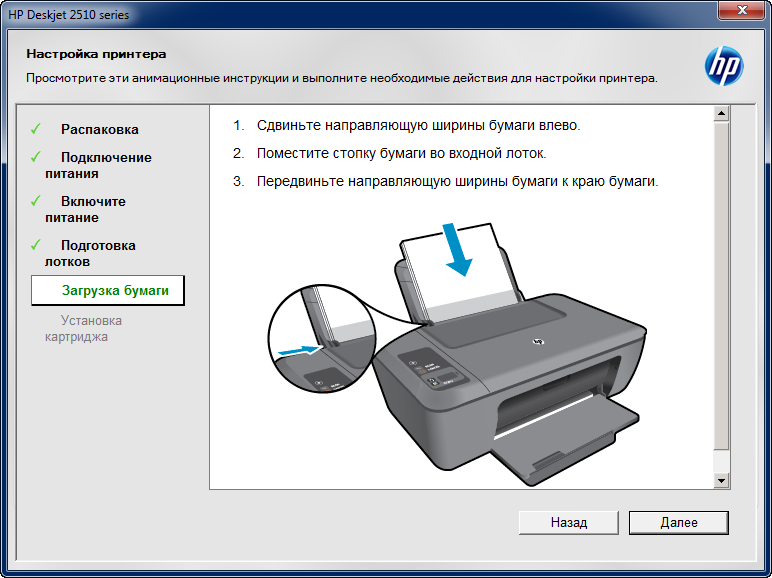 HP Deskjet 2510 series
Настройка принтера
Просмотрите эти анимационные инструкции и выполните необходимые действия для настройки принтера.
hp
Распаковка
Подключение
питания
Включите
питание
Подготовка
лотков
Загрузка бумаги
Установка
картриджа
1. Сдвиньте направляющую ширины бумаги влево.
2. Поместите стопку бумаги во входной лоток.
3. Передвиньте направляющую ширины бумаги к краю бумаги.
hp
Назад
Далее